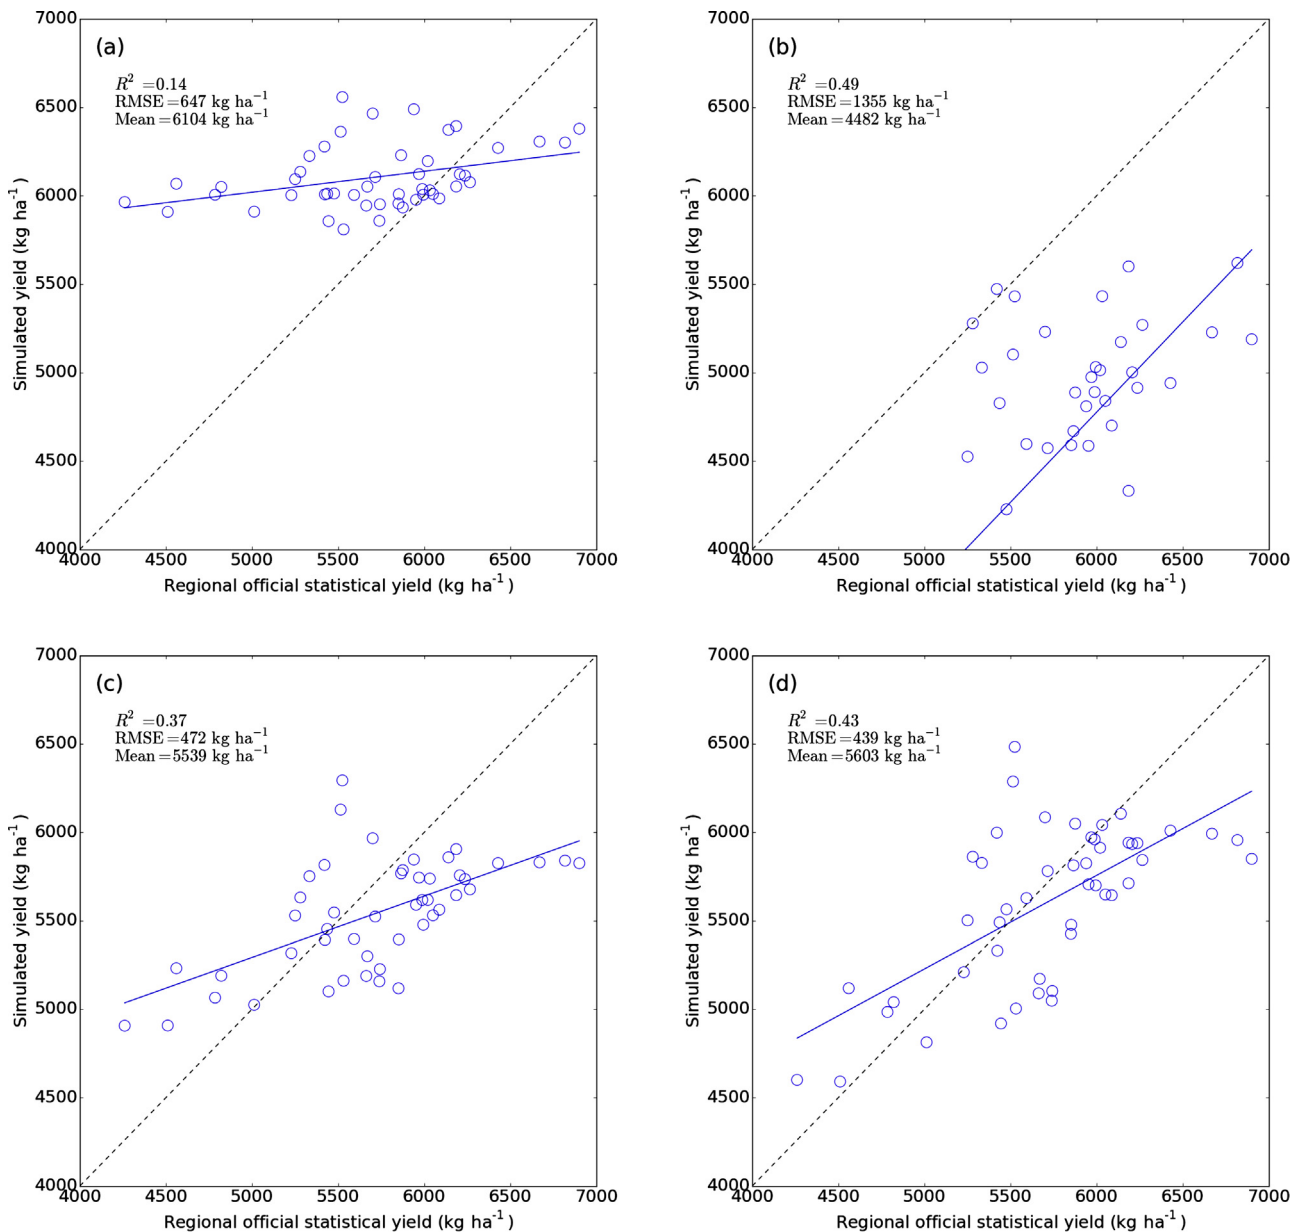 (a)
R² =0.14
RMSE=647 kg ha⁻¹
Mean=6104 kg ha⁻¹
7000
6500
6000
5500
5000
4500
4000
Simulated yield (kg ha⁻¹)
4000 4500 5000 5500 6000 6500 7000
Regional official statistical yield (kg ha⁻¹)
(b)
R² =0.49
RMSE=1355 kg ha⁻¹
Mean=4482 kg ha⁻¹
7000
6500
6000
5500
5000
4500
4000
Simulated yield (kg ha⁻¹)
4000 4500 5000 5500 6000 6500 7000
Regional official statistical yield (kg ha⁻¹)
(c)
R² =0.37
RMSE=472 kg ha⁻¹
Mean=5539 kg ha⁻¹
7000
6500
6000
5500
5000
4500
4000
Simulated yield (kg ha⁻¹)
4000 4500 5000 5500 6000 6500 7000
Regional official statistical yield (kg ha⁻¹)
(d)
R² =0.43
RMSE=439 kg ha⁻¹
Mean=5603 kg ha⁻¹
7000
6500
6000
5500
5000
4500
4000
Simulated yield (kg ha⁻¹)
4000 4500 5000 5500 6000 6500 7000
Regional official statistical yield (kg ha⁻¹)